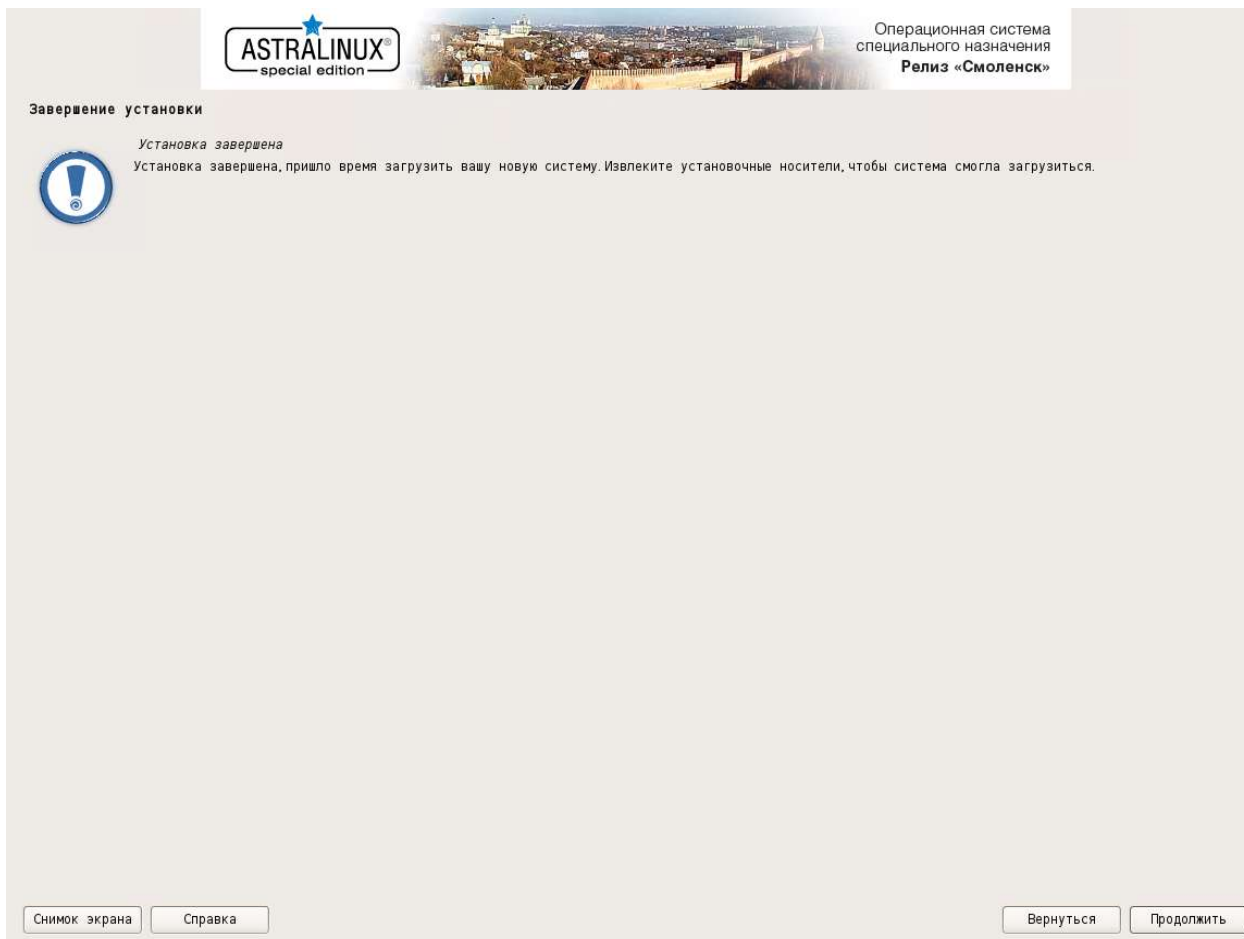 ASTRALINUX®
special edition
Операционная система
специального назначения
Релиз «Смоленск»
Завершение установки
Установка завершена
Установка завершена, пришло время загрузить вашу новую систему. Извлеките установочные носители, чтобы система смогла загрузиться.
Снимок экрана
Справка
Вернуться
Продолжить